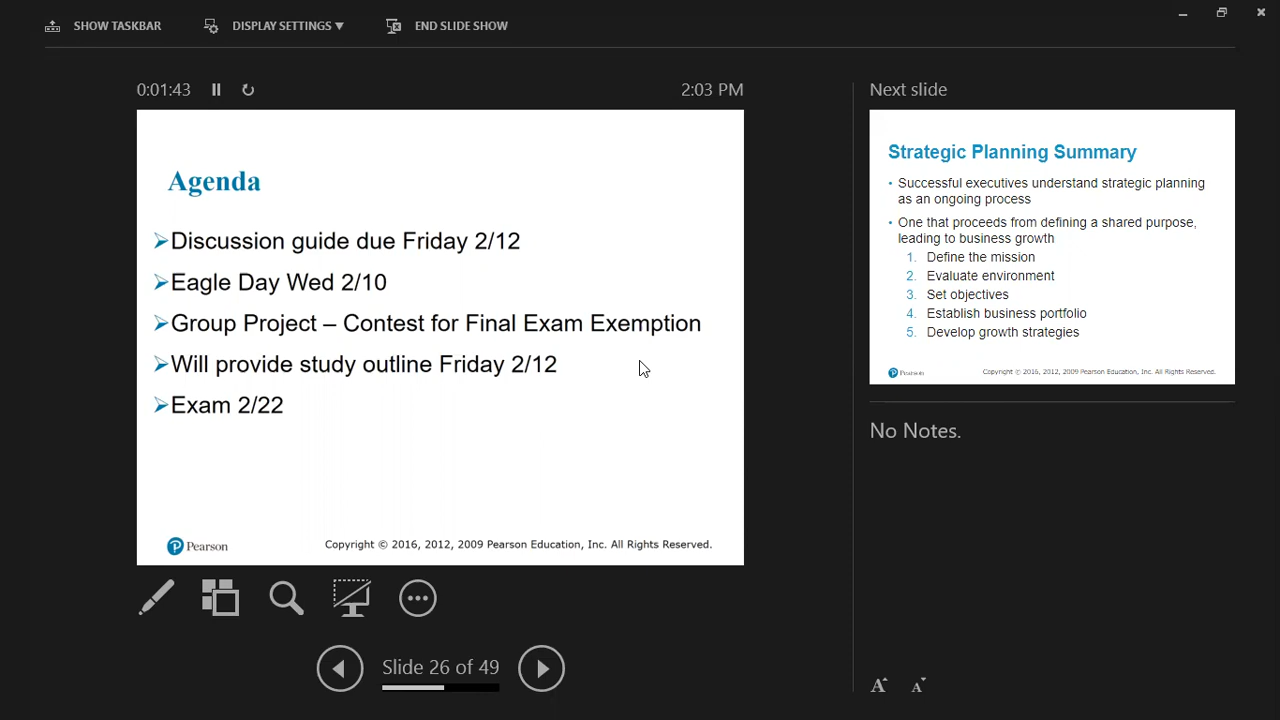 SHOW TASKBAR
DISPLAY SETTINGS
END SLIDE SHOW
0:01:43
2:03 PM
Agenda
Discussion guide due Friday 2/12
Eagle Day Wed 2/10
Group Project – Contest for Final Exam Exemption
Will provide study outline Friday 2/12
Exam 2/22
Pearson
Copyright © 2016, 2012, 2009 Pearson Education, Inc. All Rights Reserved.
Slide 26 of 49
Next slide
Strategic Planning Summary
• Successful executives understand strategic planning
as an ongoing process
• One that proceeds from defining a shared purpose,
leading to business growth
1. Define the mission
2. Evaluate environment
3. Set objectives
4. Establish business portfolio
5. Develop growth strategies
Pearson
Copyright © 2016, 2012, 2009 Pearson Education, Inc. All Rights Reserved.
No Notes.
A A